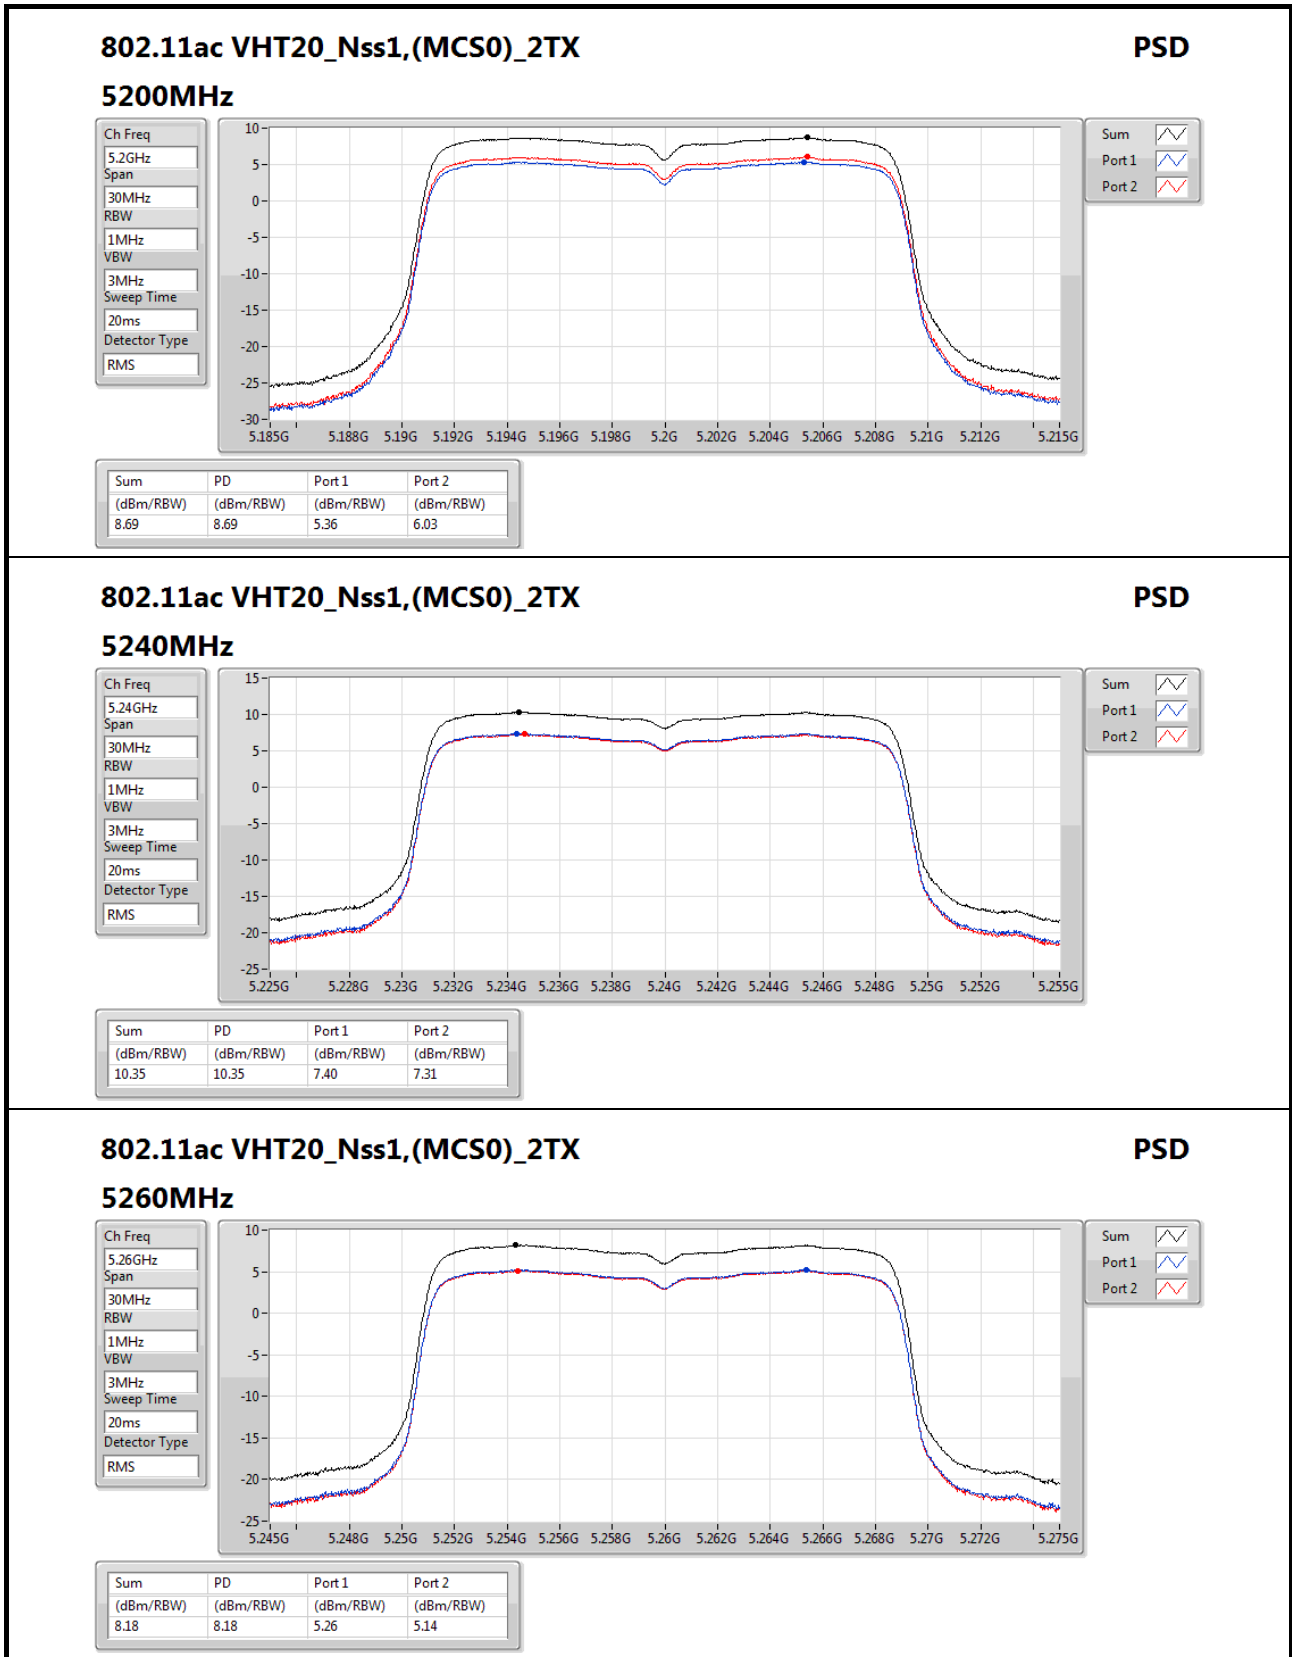 802.11ac VHT20_Nss1,(MCS0)_2TX PSD
5200MHz
Ch Freq
5.2GHz
Span
30MHz
RBW
1MHz
VBW
3MHz
Sweep Time
20ms
Detector Type
RMS
10
5
0
-5
-10
-15
-20
-25
-30
5.185G 5.188G 5.19G 5.192G 5.194G 5.196G 5.198G 5.2G 5.202G 5.204G 5.206G 5.208G 5.21G 5.212G 5.215G
Sum
Port 1
Port 2
Sum PD Port 1 Port 2
(dBm/RBW) (dBm/RBW) (dBm/RBW) (dBm/RBW)
8.69 8.69 5.36 6.03
802.11ac VHT20_Nss1,(MCS0)_2TX PSD
5240MHz
Ch Freq
5.24GHz
Span
30MHz
RBW
1MHz
VBW
3MHz
Sweep Time
20ms
Detector Type
RMS
15
10
5
0
-5
-10
-15
-20
-25
5.225G 5.228G 5.23G 5.232G 5.234G 5.236G 5.238G 5.24G 5.242G 5.244G 5.246G 5.248G 5.25G 5.252G 5.255G
Sum
Port 1
Port 2
Sum PD Port 1 Port 2
(dBm/RBW) (dBm/RBW) (dBm/RBW) (dBm/RBW)
10.35 10.35 7.40 7.31
802.11ac VHT20_Nss1,(MCS0)_2TX PSD
5260MHz
Ch Freq
5.26GHz
Span
30MHz
RBW
1MHz
VBW
3MHz
Sweep Time
20ms
Detector Type
RMS
10
5
0
-5
-10
-15
-20
-25
5.245G 5.248G 5.25G 5.252G 5.254G 5.256G 5.258G 5.26G 5.262G 5.264G 5.266G 5.268G 5.27G 5.272G 5.275G
Sum
Port 1
Port 2
Sum PD Port 1 Port 2
(dBm/RBW) (dBm/RBW) (dBm/RBW) (dBm/RBW)
8.18 8.18 5.26 5.14